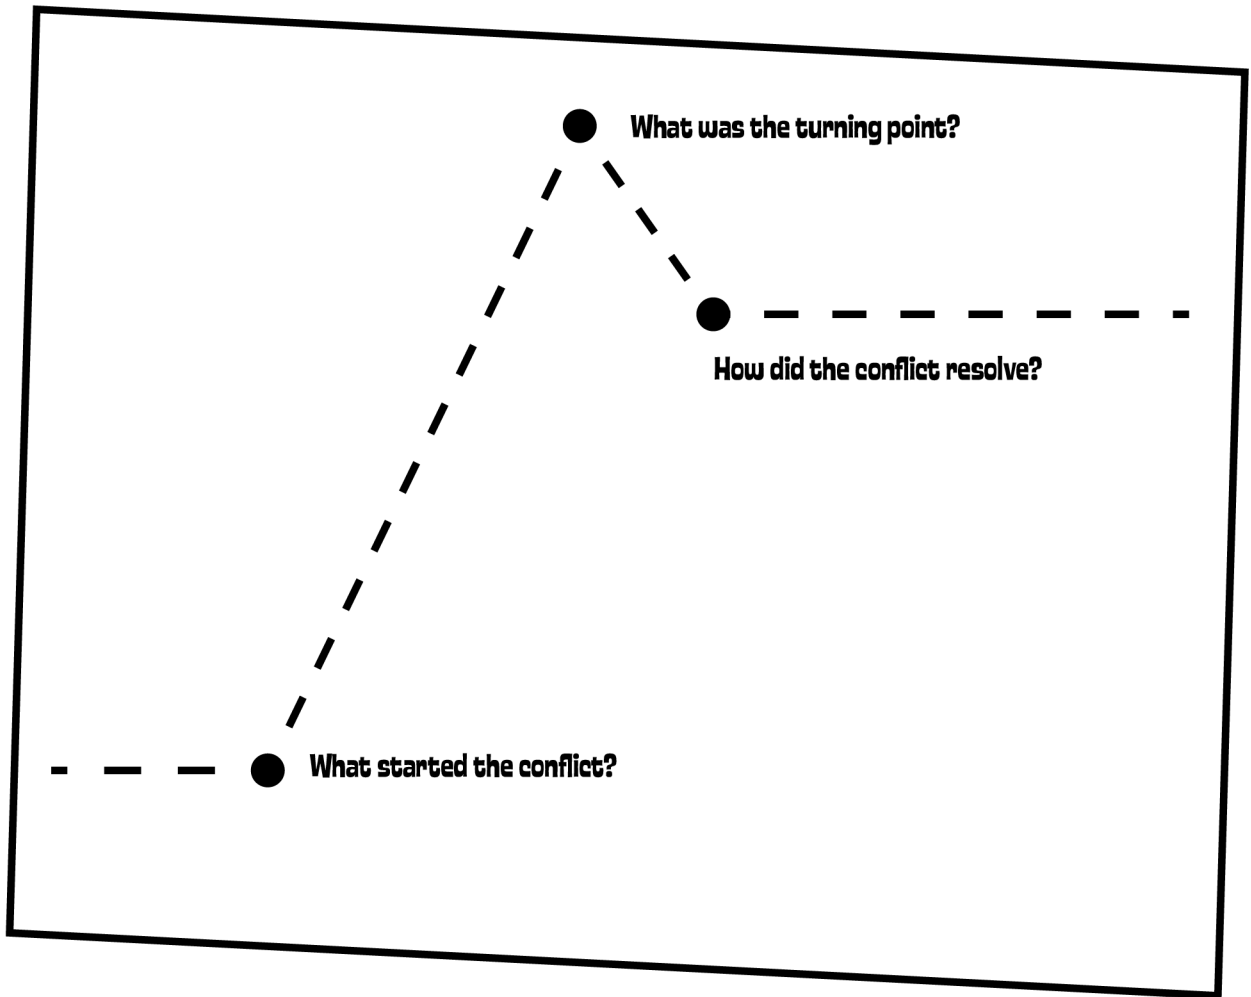 What was the turning point?
How did the conflict resolve?
What started the conflict?